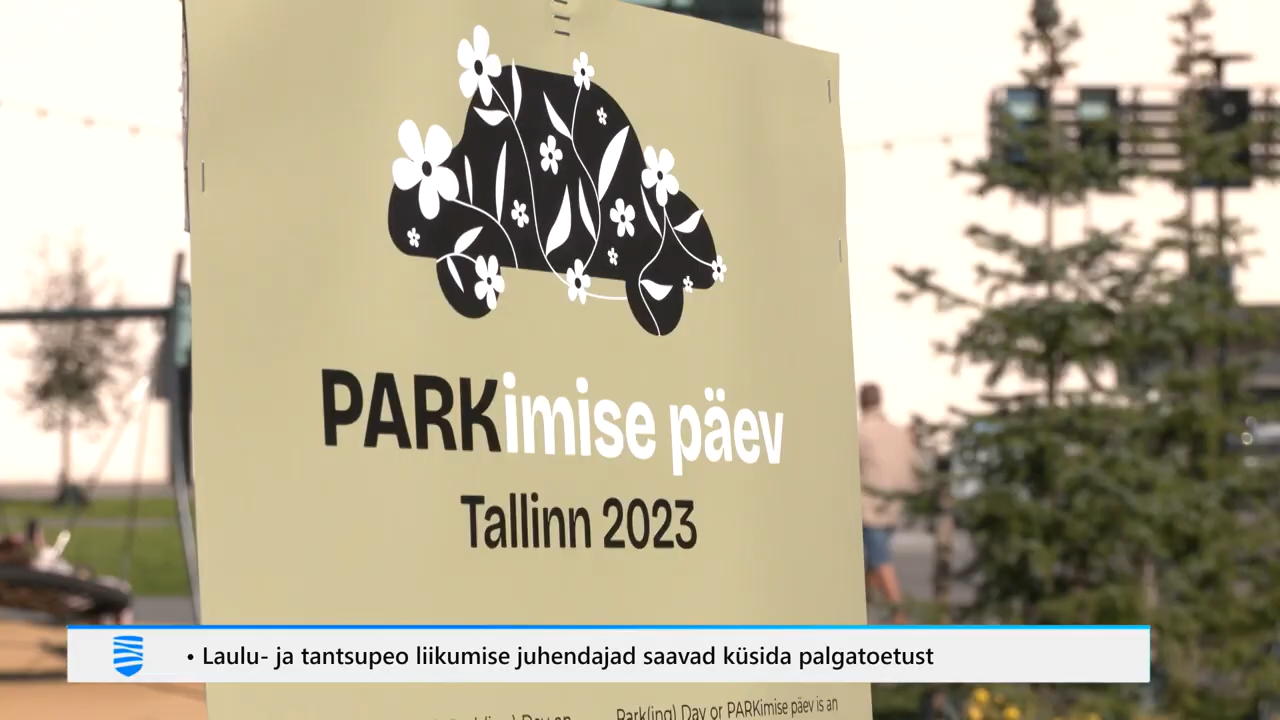 PARKimise päev
Tallinn 2023
• Laulu- ja tantsupeo liikumise juhendajad saavad küsida palgatoetust
Park(ing) Day or PARKimise päev is an